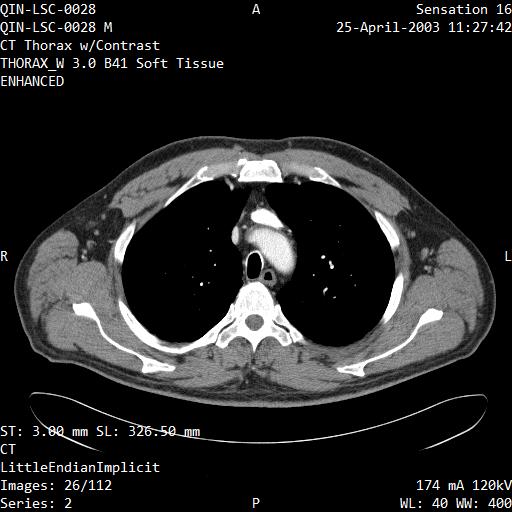 QIN-LSC-0028
A
Sensation 16
QIN-LSC-0028 M
25-April-2003 11:27:42
CT Thorax w/Contrast
THORAX_W 3.0 B41 Soft Tissue
ENHANCED
R
L
ST: 3.00 mm SL: 326.50 mm
CT
LittleEndianImplicit
Images: 26/112
174 mA 120kV
Series: 2
P
WL: 40 WW: 400